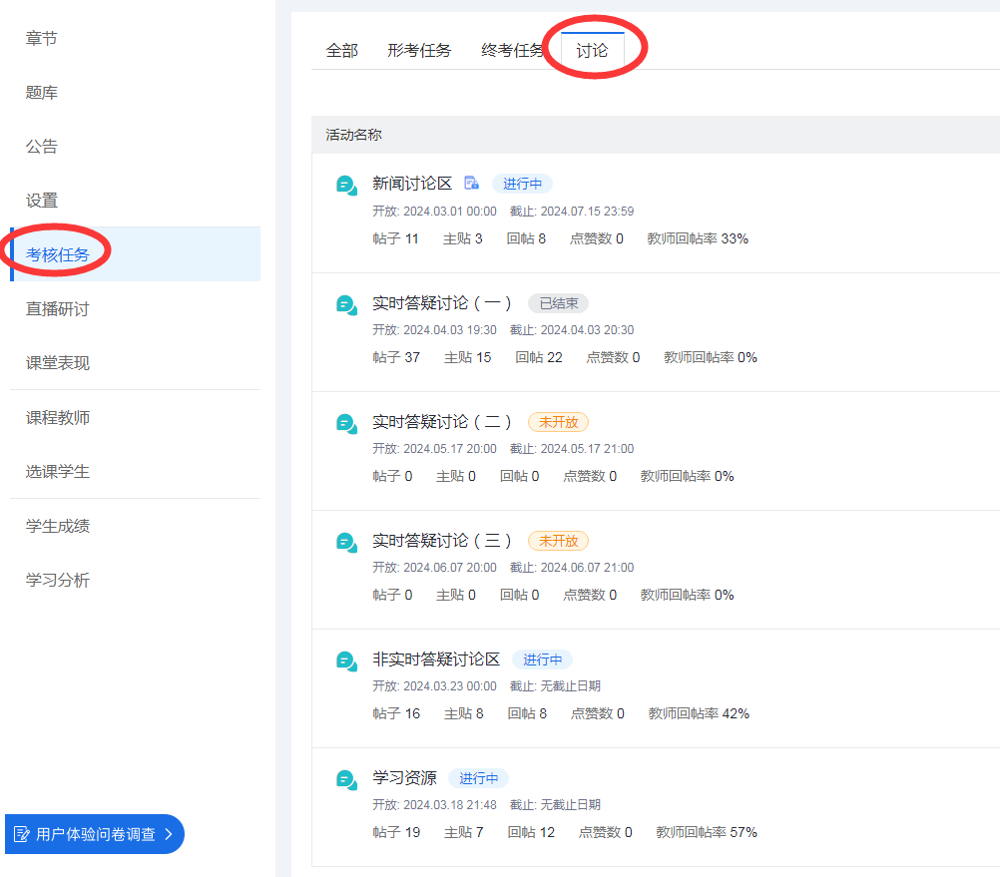 章节
题库
公告
设置
考核任务
直播研讨
课堂表现
课程教师
选课学生
学生成绩
学习分析
用户体验问卷调查
全部 形考任务 终考任务 讨论
活动名称
新闻讨论区 进行中
开放: 2024.03.01 00:00 截止: 2024.07.15 23:59
帖子 11 主贴 3 回帖 8 点赞数 0 教师回帖率 33%
实时答疑讨论（一） 已结束
开放: 2024.04.03 19:30 截止: 2024.04.03 20:30
帖子 37 主贴 15 回帖 22 点赞数 0 教师回帖率 0%
实时答疑讨论（二） 未开放
开放: 2024.05.17 20:00 截止: 2024.05.17 21:00
帖子 0 主贴 0 回帖 0 点赞数 0 教师回帖率 0%
实时答疑讨论（三） 未开放
开放: 2024.06.07 20:00 截止: 2024.06.07 21:00
帖子 0 主贴 0 回帖 0 点赞数 0 教师回帖率 0%
非实时答疑讨论区 进行中
开放: 2024.03.23 00:00 截止: 无截止日期
帖子 16 主贴 8 回帖 8 点赞数 0 教师回帖率 42%
学习资源 进行中
开放: 2024.03.18 21:48 截止: 无截止日期
帖子 19 主贴 7 回帖 12 点赞数 0 教师回帖率 57%